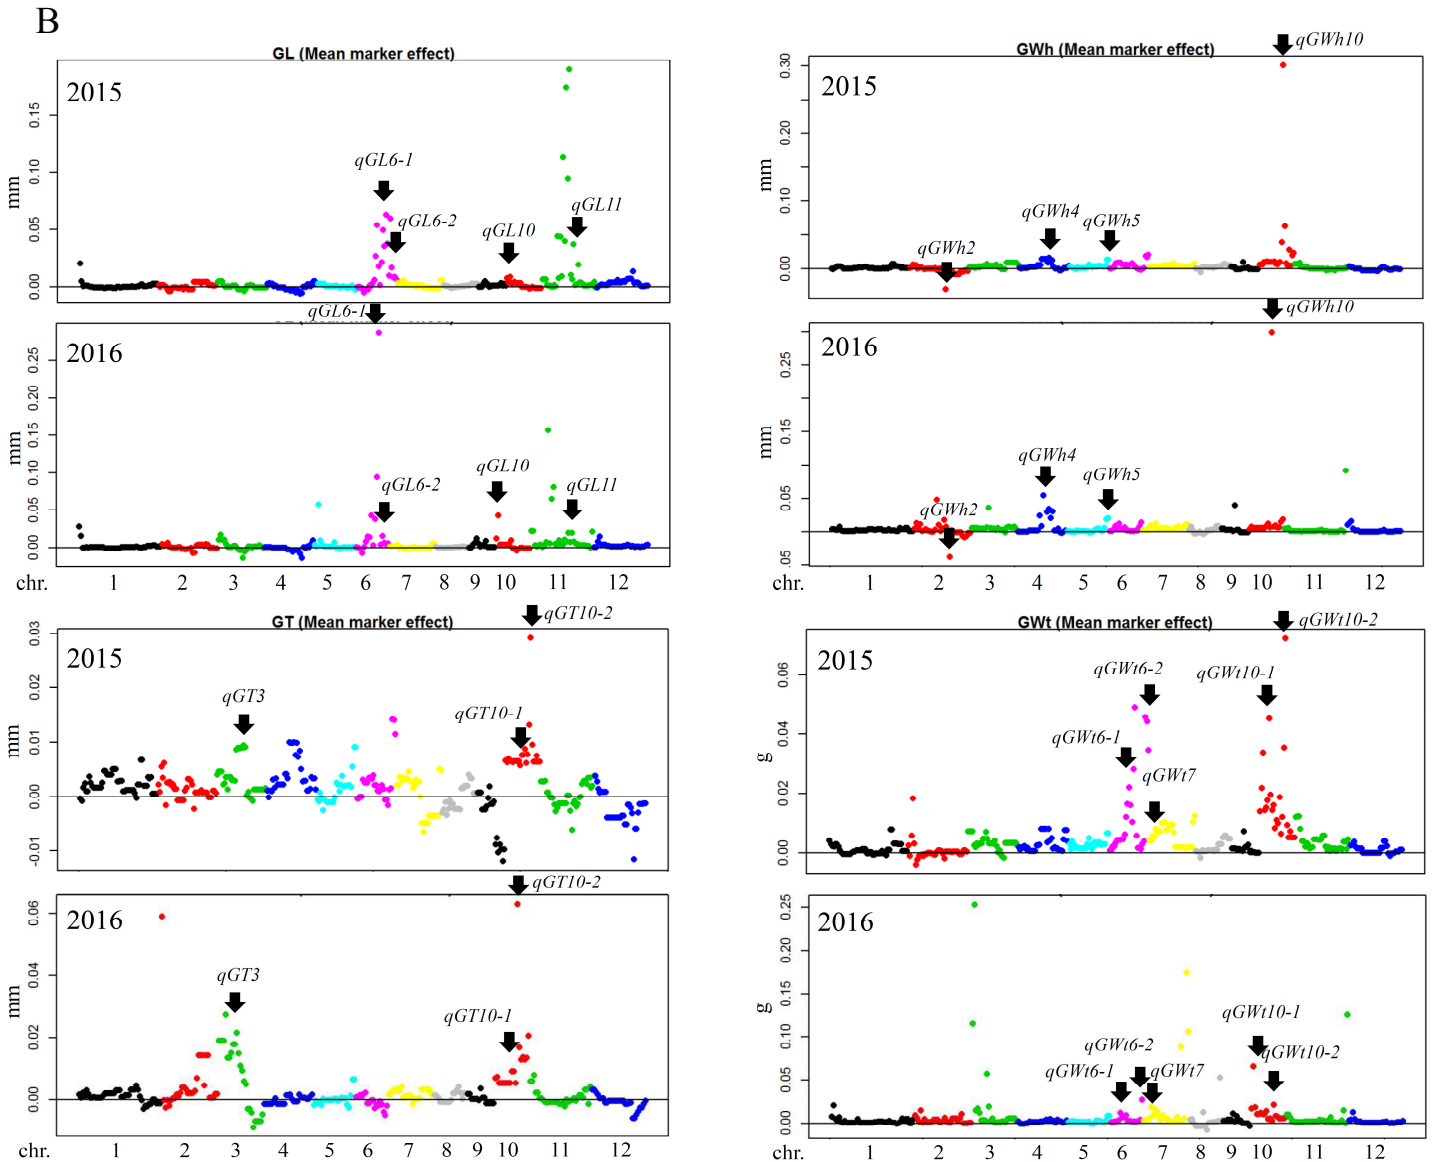 B
GL (Mean marker effect)
2015
mm
0.15
0.10
0.05
0.00
qGL6-1
qGL6-2
qGL10
qGL11
GWh (Mean marker effect)
qGWh10
2015
mm
0.30
0.20
0.10
0.00
qGWh2
qGWh4
qGWh5
2016
mm
0.25
0.20
0.15
0.10
0.05
0.00
qGL6-1
qGL6-2
qGL10
qGL11
chr. 1 2 3 4 5 6 7 8 9 10 11 12
2016
mm
0.25
0.15
0.05
.05
qGWh10
qGWh4
qGWh5
qGWh2
chr. 1 2 3 4 5 6 7 8 9 10 11 12
GT (Mean marker effect)
qGT10-2
2015
mm
0.03
0.02
0.01
0.00
-0.01
qGT3
qGT10-1
GWt (Mean marker effect)
qGWt10-2
2015
g
0.06
0.04
0.02
0.00
qGWt6-2
qGWt10-1
qGWt6-1
qGWt7
2016
mm
0.06
0.04
0.02
0.00
qGT10-2
qGT3
qGT10-1
chr. 1 2 3 4 5 6 7 8 9 10 11 12
2016
g
0.25
0.20
0.15
0.10
0.05
0.00
qGWt10-1
qGWt6-2
qGWt10-2
qGWt6-1
qGWt7
chr. 1 2 3 4 5 6 7 8 9 10 11 12